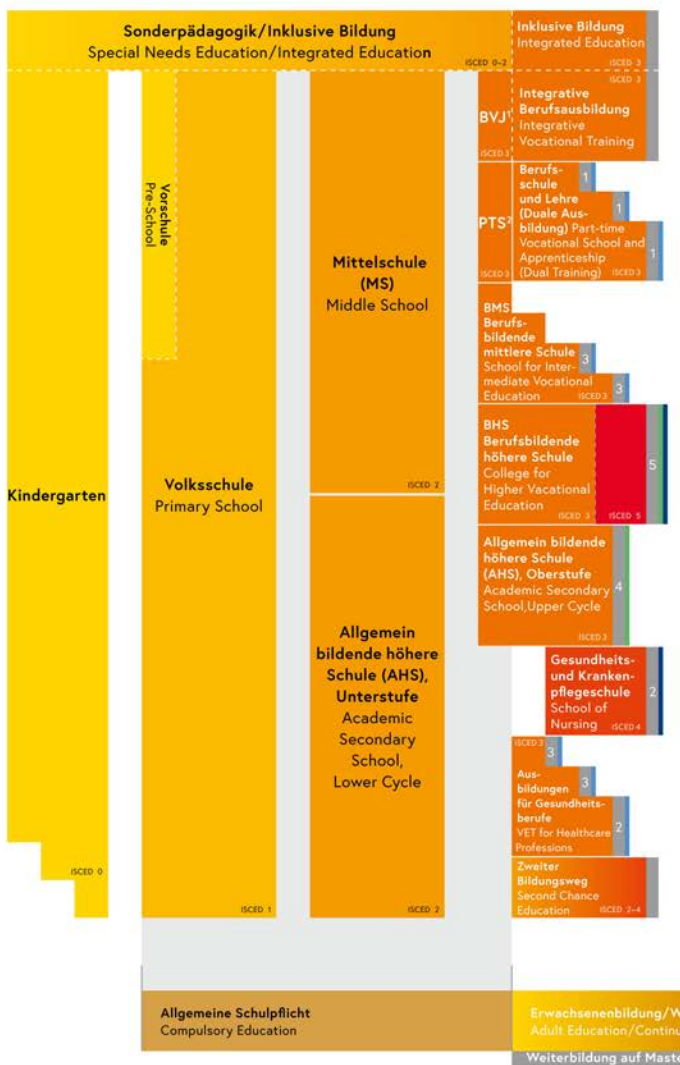 Sonderpädagogik/Inklusive Bildung
Special Needs Education/Integrated Education
ISCED 0–2
Inklusive Bildung
Integrated Education
ISCED 3
Kindergarten
ISCED 0
Vorschule
Pre-School
Volksschule
Primary School
ISCED 1
Mittelschule
(MS)
Middle School
ISCED 2
Allgemein
bildende höhere
Schule (AHS),
Unterstufe
Academic
Secondary
School,
Lower Cycle
ISCED 2
BVJ¹
ISCED 3
ISCED 3
Integrative
Berufsausbildung
Integrative
Vocational Training
PTS²
ISCED 3
Berufs-
schule
und Lehre
(Duale Aus-
bildung) Part-time
Vocational School and
Apprenticeship
(Dual Training)
ISCED 3
1
1
1
BMS
Berufs-
bildende
mittlere Schule
School for Inter-
mediate Vocational
Education
ISCED 3
3
3
BHS
Berufsbildende
höhere Schule
College for
Higher Vacational
Education
ISCED 3
ISCED 5
5
Allgemein bildende
höhere Schule
(AHS), Oberstufe
Academic Secondary
School,Upper Cycle
ISCED 3
4
Gesundheits-
und Kranken-
pflegeschule
School of
Nursing
ISCED 4
2
ISCED 3
3
Aus-
bildungen
für Gesundheits-
berufe
VET for Healthcare
Professions
3
2
Zweiter
Bildungsweg
Second Chance
Education
ISCED 2–4
Allgemeine Schulpflicht
Compulsory Education
Erwachsenenbildung/W
Adult Education/Continu
Weiterbildung auf Maste